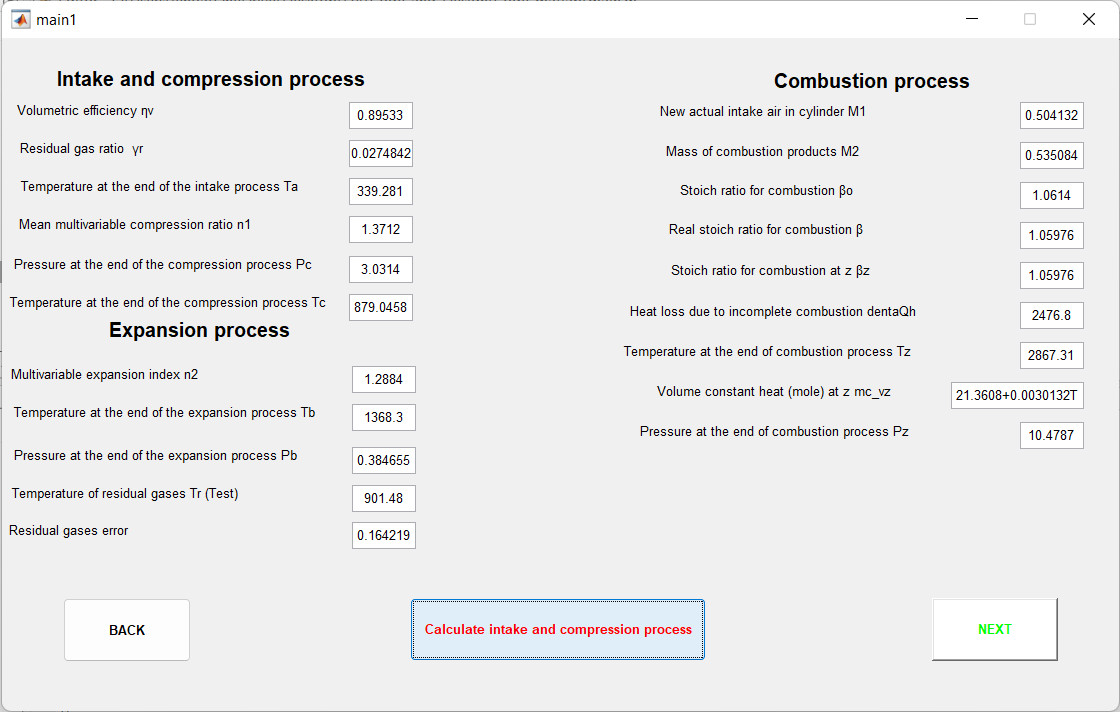 main1
Intake and compression process
Volumetric efficiency ηv 0.89533
Residual gas ratio γr 0.0274842
Temperature at the end of the intake process Ta 339.281
Mean multivariable compression ratio n1 1.3712
Pressure at the end of the compression process Pc 3.0314
Temperature at the end of the compression process Tc 879.0458
Expansion process
Multivariable expansion index n2 1.2884
Temperature at the end of the expansion process Tb 1368.3
Pressure at the end of the expansion process Pb 0.384655
Temperature of residual gases Tr (Test) 901.48
Residual gases error 0.164219
Combustion process
New actual intake air in cylinder M1 0.504132
Mass of combustion products M2 0.535084
Stoich ratio for combustion βo 1.0614
Real stoich ratio for combustion β 1.05976
Stoich ratio for combustion at z βz 1.05976
Heat loss due to incomplete combustion dentaQh 2476.8
Temperature at the end of combustion process Tz 2867.31
Volume constant heat (mole) at z mc_vz 21.3608+0.0030132T
Pressure at the end of combustion process Pz 10.4787
BACK
Calculate intake and compression process
NEXT